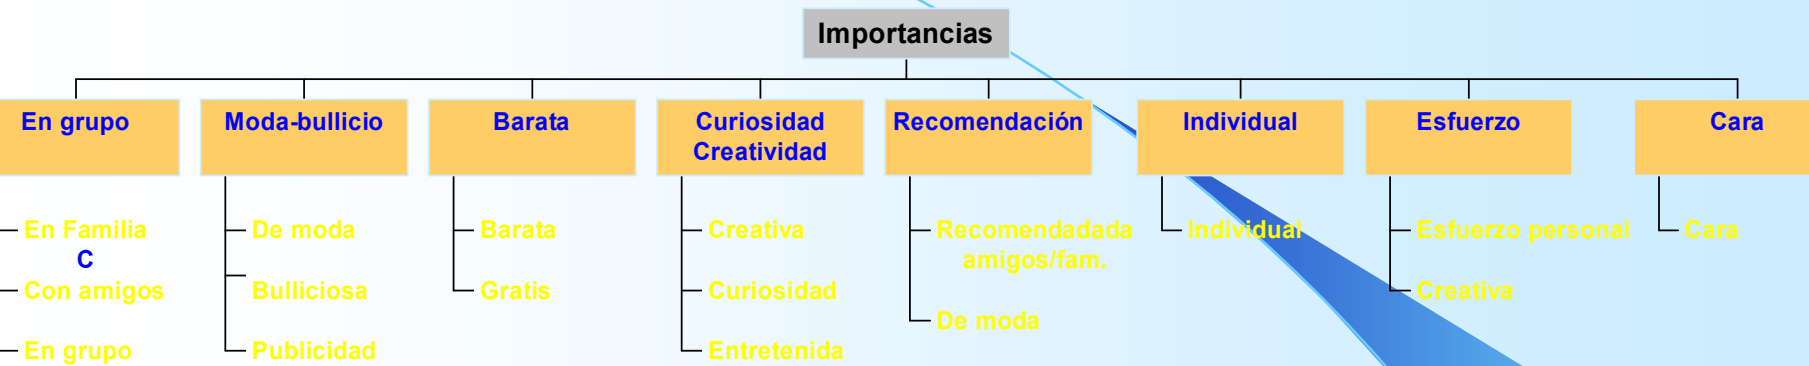 Importancias
En grupo
Moda-bullicio
Barata
Curiosidad
Creatividad
Recomendación
Individual
Esfuerzo
Cara
En Familia
C
Con amigos
En grupo
De moda
Bulliciosa
Publicidad
Barata
Gratis
Creativa
Curiosidad
Entretenida
Recomendadada
amigos/fam.
De moda
Individual
Esfuerzo personal
Creativa
Cara